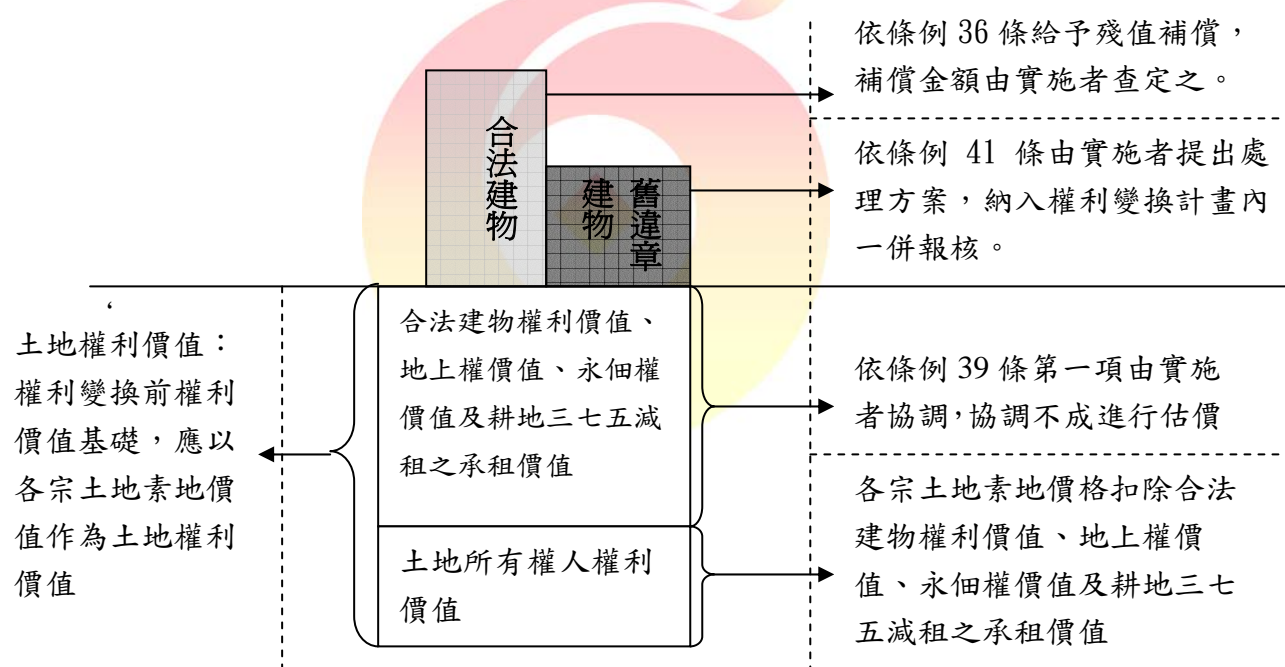 依條例 36 條給予殘值補償，
補償金額由實施者查定之。
合法建物
舊違章
建物
依條例 41 條由實施者提出處
理方案，納入權利變換計畫內
一併報核。
土地權利價值：
權利變換前權利
價值基礎，應以
各宗土地素地價
值作為土地權利
價值
合法建物權利價值、
地上權價值、永佃權
價值及耕地三七五減
租之承租價值
依條例 39 條第一項由實施
者協調，協調不成進行估價
土地所有權人權利
價值
各宗土地素地價格扣除合法
建物權利價值、地上權價
值、永佃權價值及耕地三七
五減租之承租價值